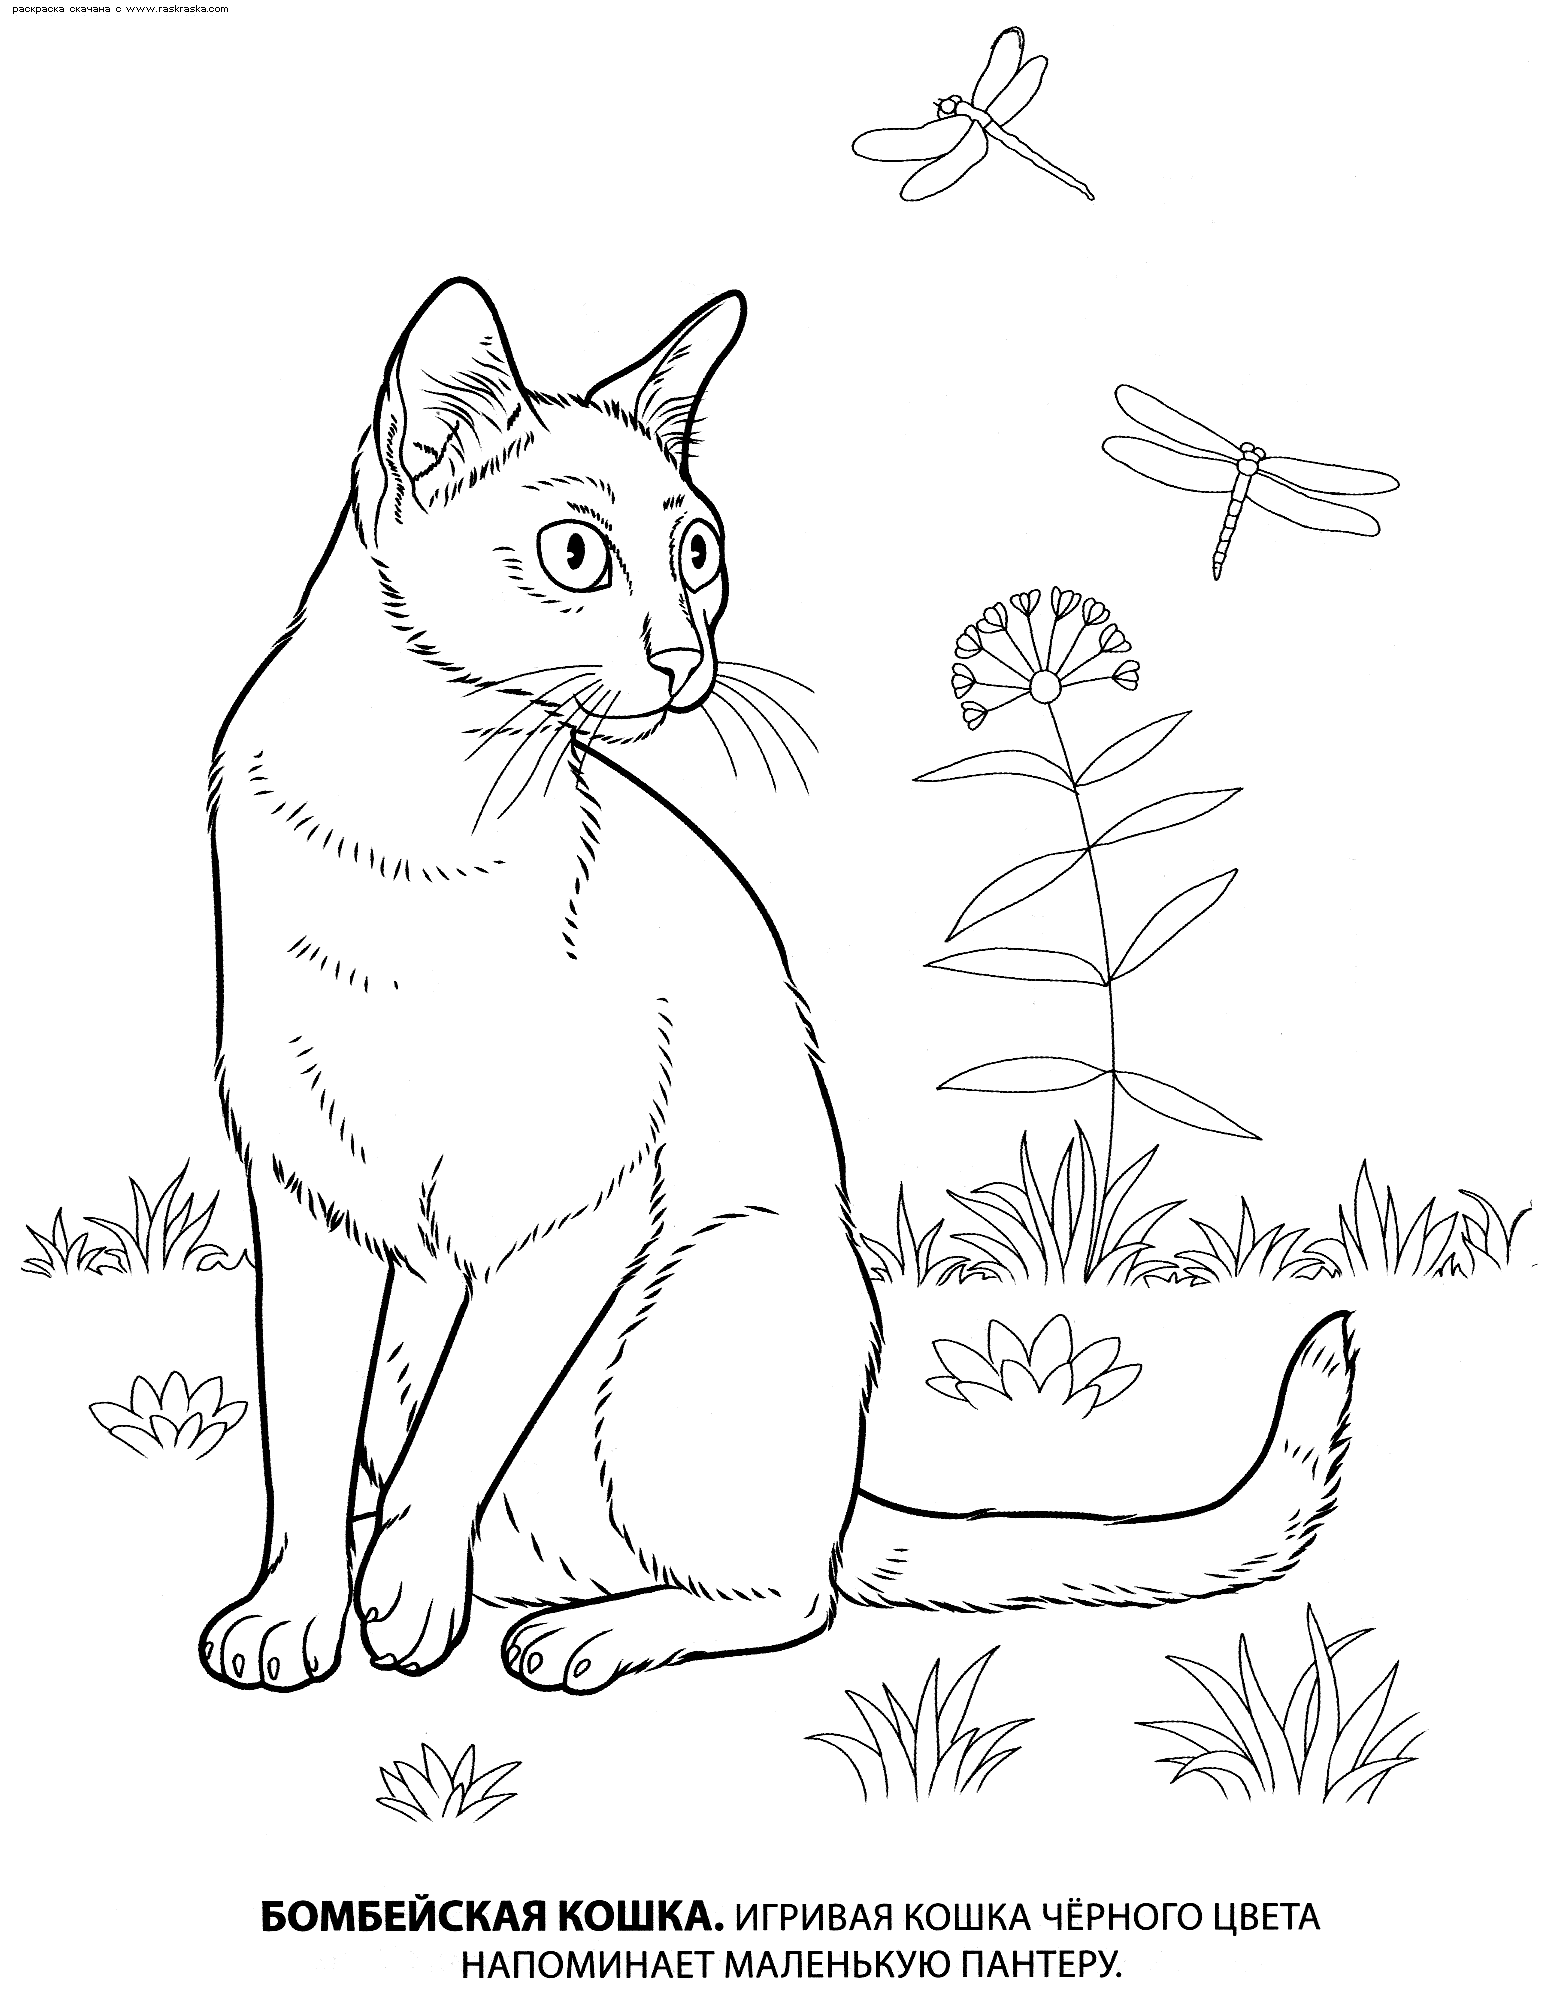 раскраска скачана с www.raskraska.com
БОМБЕЙСКАЯ КОШКА. ИГРИВАЯ КОШКА ЧЁРНОГО ЦВЕТА
НАПОМИНАЕТ МАЛЕНЬКУЮ ПАНТЕРУ.